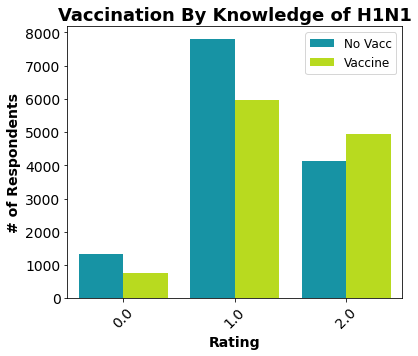 Vaccination By Knowledge of H1N1
No Vacc
Vaccine
8000
7000
6000
5000
4000
3000
2000
1000
0
# of Respondents
0.0
1.0
2.0
Rating